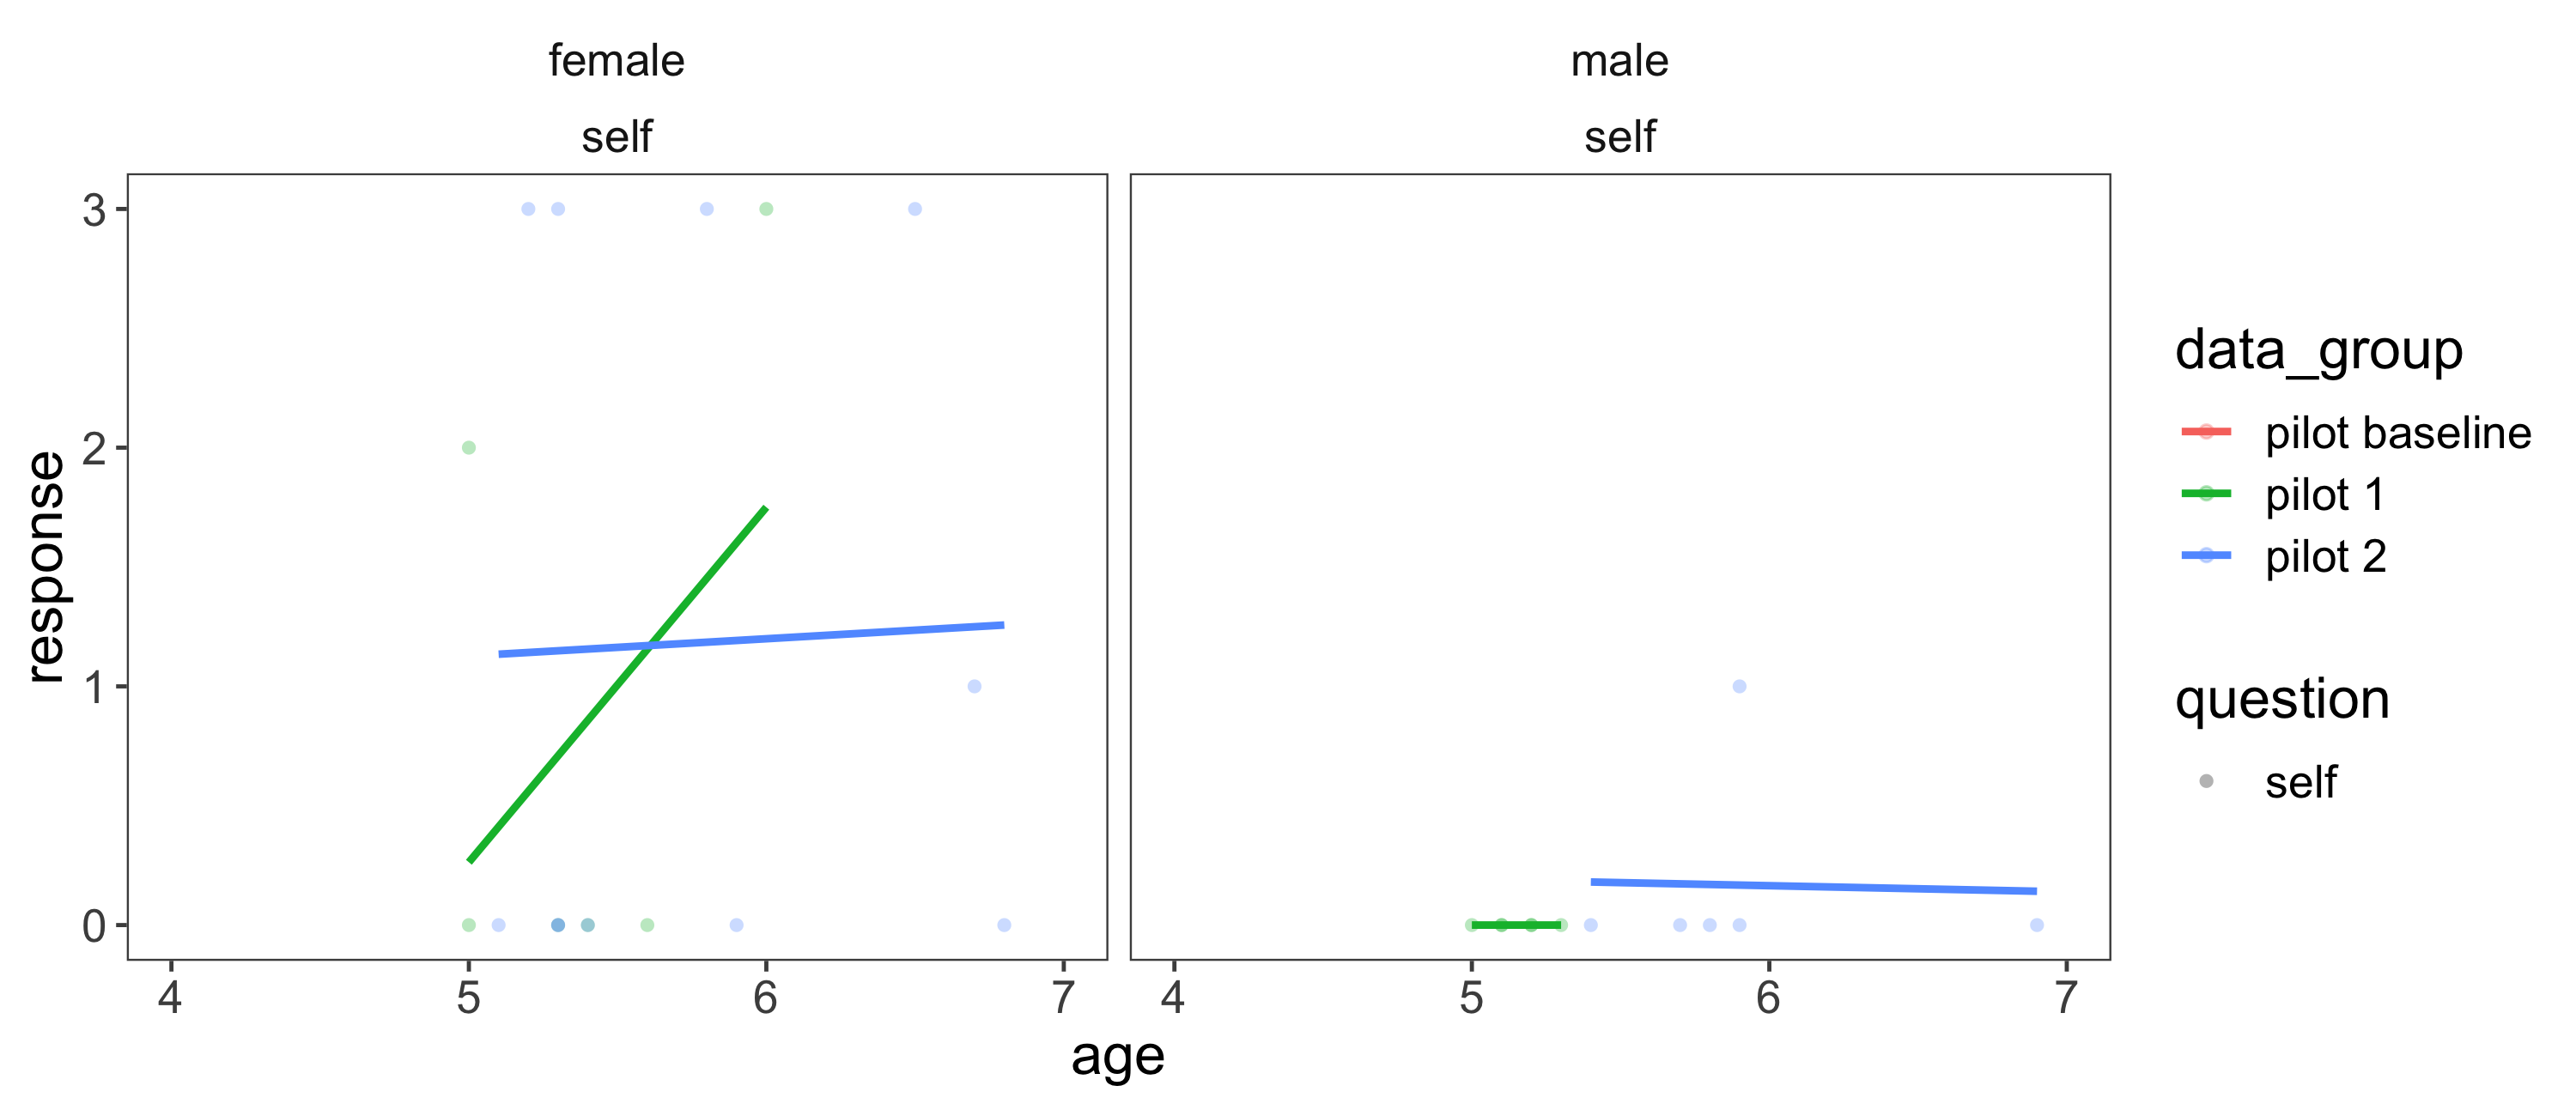 female
male
self
self
3
2
1
0
response
4
5
6
7
4
5
6
7
age
data_group
pilot baseline
pilot 1
pilot 2
question
self